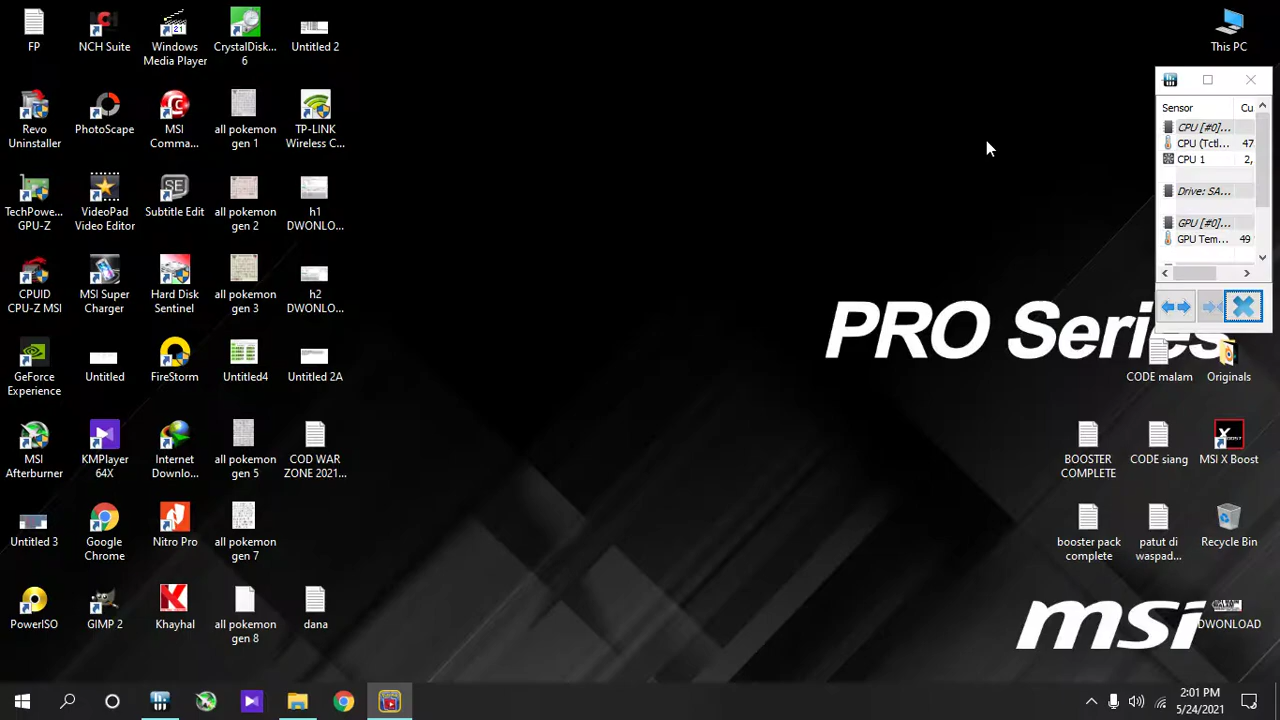 FP
NCH Suite
Windows
Media Player
21
CrystalDisk...
6
Untitled 2
This PC
Revo
Uninstaller
PhotoScape
MSI
Comma...
all pokemon
gen 1
TP-LINK
Wireless C...
Sensor
Cu
CPU [#0]...
CPU (Tctl...
47
CPU 1
2,
Drive: SA...
GPU [#0]...
GPU Tem...
49
TechPowe...
GPU-Z
VideoPad
Video Editor
SE
Subtitle Edit
all pokemon
gen 2
h1
DWONLO...
CPUID
CPU-Z MSI
MSI Super
Charger
Hard Disk
Sentinel
all pokemon
gen 3
h2
DWONLO...
PRO Series
GeForce
Experience
Untitled
FireStorm
Untitled4
Untitled 2A
CODE malam
Originals
MSI
Afterburner
KMPlayer
64X
Internet
Downlo...
all pokemon
gen 5
COD WAR
ZONE 2021...
BOOSTER
COMPLETE
CODE siang
MSI X Boost
Untitled 3
Google
Chrome
Nitro Pro
all pokemon
gen 7
booster pack
complete
patut di
waspad...
Recycle Bin
PowerISO
GIMP 2
Khayhal
all pokemon
gen 8
dana
msi
DWONLOAD
2:01 PM
5/24/2021